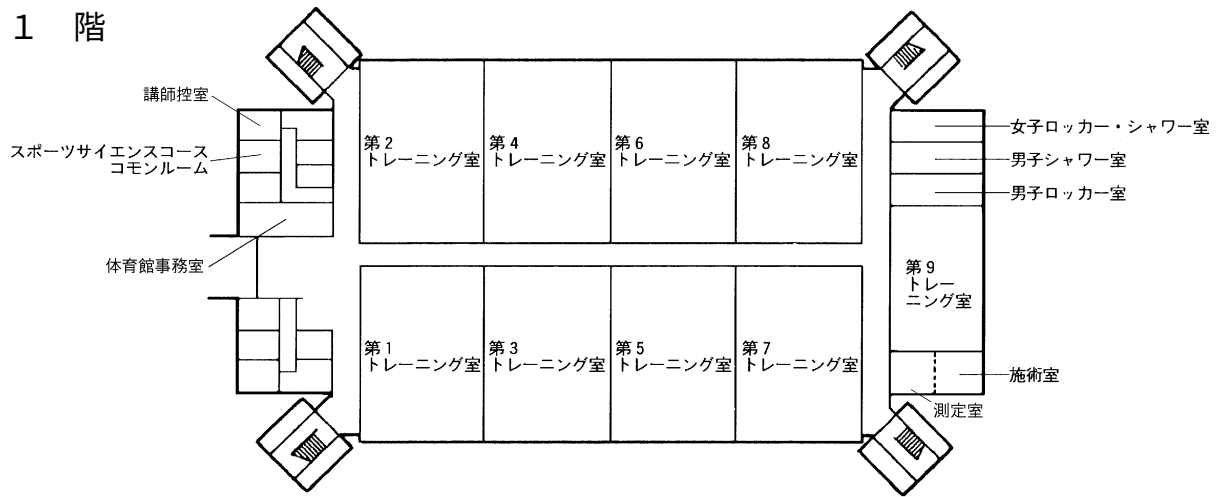 1 階
講師控室
スポーツサイエンスコース
コモンルーム
体育館事務室
第2
トレーニング室
第4
トレーニング室
第6
トレーニング室
第8
トレーニング室
女子ロッカー・シャワー室
男子シャワー室
男子ロッカー室
第9
トレー
ニング室
第1
トレーニング室
第3
トレーニング室
第5
トレーニング室
第7
トレーニング室
施術室
測定室